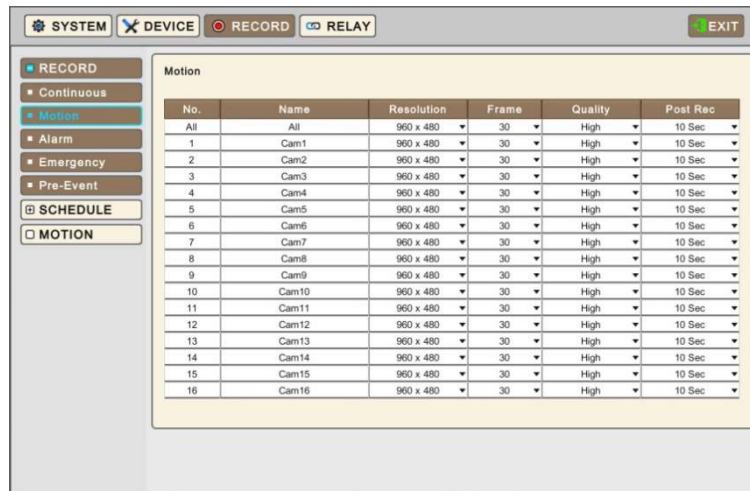 SYSTEM DEVICE RECORD RELAY EXIT
RECORD
Continuous
Motion
Alarm
Emergency
Pre-Event
SCHEDULE
MOTION
Motion
No. Name Resolution Frame Quality Post Rec
All All 960 x 480 30 High 10 Sec
1 Cam1 960 x 480 30 High 10 Sec
2 Cam2 960 x 480 30 High 10 Sec
3 Cam3 960 x 480 30 High 10 Sec
4 Cam4 960 x 480 30 High 10 Sec
5 Cam5 960 x 480 30 High 10 Sec
6 Cam6 960 x 480 30 High 10 Sec
7 Cam7 960 x 480 30 High 10 Sec
8 Cam8 960 x 480 30 High 10 Sec
9 Cam9 960 x 480 30 High 10 Sec
10 Cam10 960 x 480 30 High 10 Sec
11 Cam11 960 x 480 30 High 10 Sec
12 Cam12 960 x 480 30 High 10 Sec
13 Cam13 960 x 480 30 High 10 Sec
14 Cam14 960 x 480 30 High 10 Sec
15 Cam15 960 x 480 30 High 10 Sec
16 Cam16 960 x 480 30 High 10 Sec